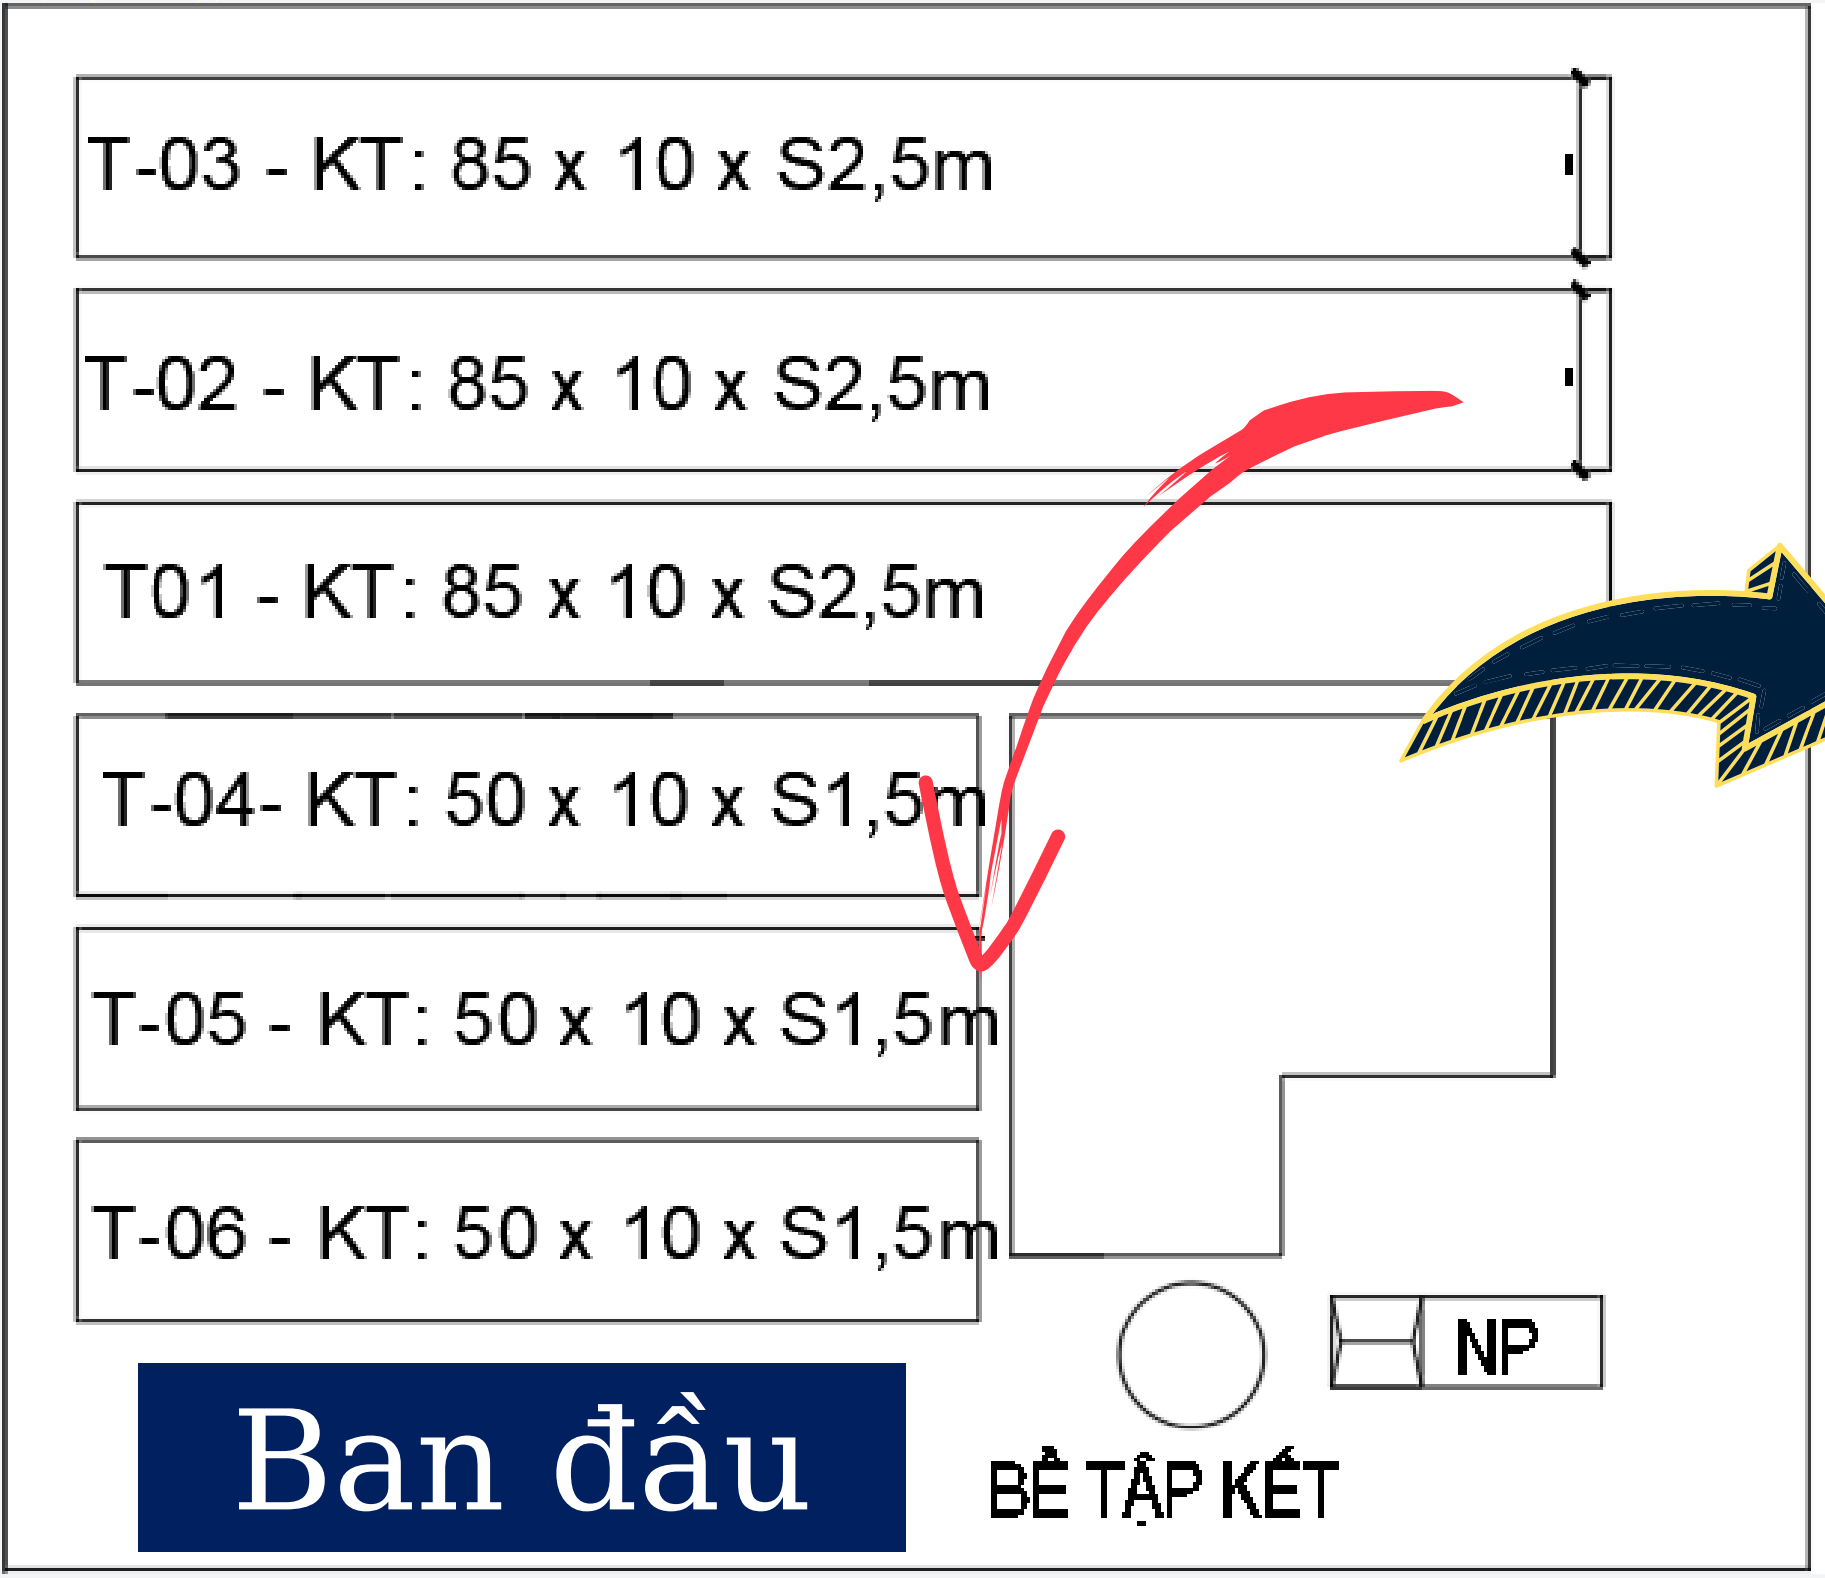 T-03 - KT: 85 x 10 x S2,5m
T-02 - KT: 85 x 10 x S2,5m
T01 - KT: 85 x 10 x S2,5m
T-04- KT: 50 x 10 x S1,5m
T-05 - KT: 50 x 10 x S1,5m
T-06 - KT: 50 x 10 x S1,5m
NP
Ban đầu
BỂ TẬP KẾT